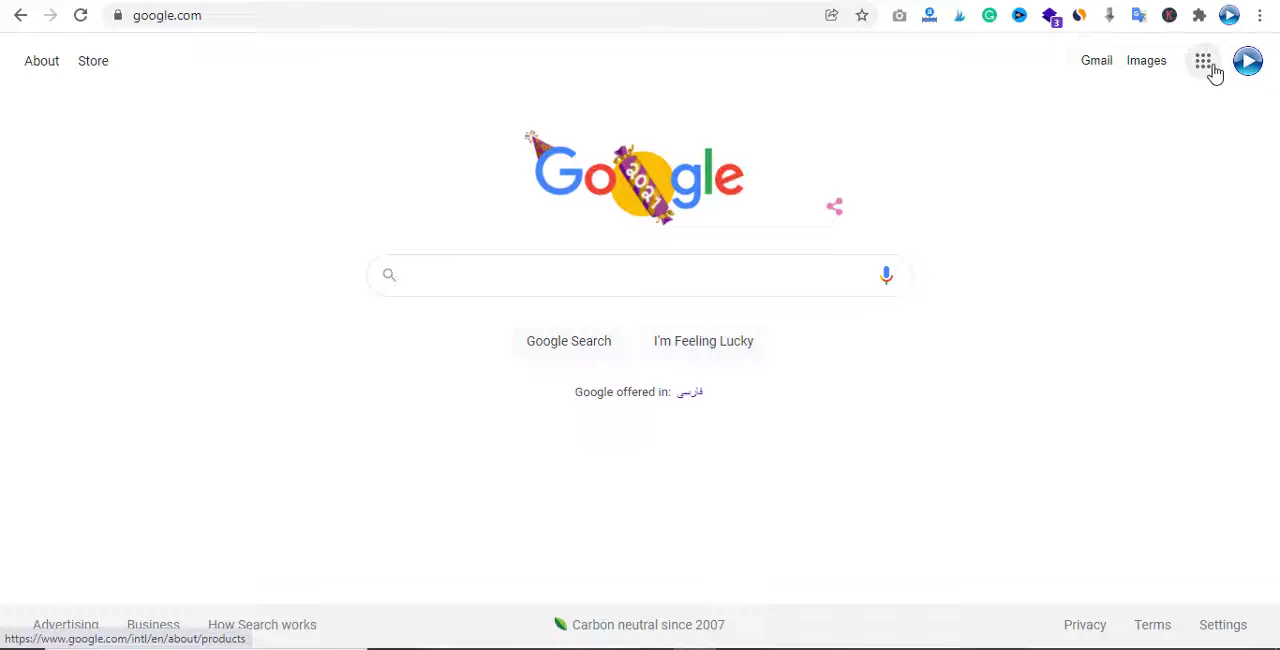 google.com
3
About Store Gmail Images
Google
2021
Google Search I'm Feeling Lucky
Google offered in: فارسی
Advertising Business How Search works Carbon neutral since 2007 Privacy Terms Settings
https://www.google.com/intl/en/about/products